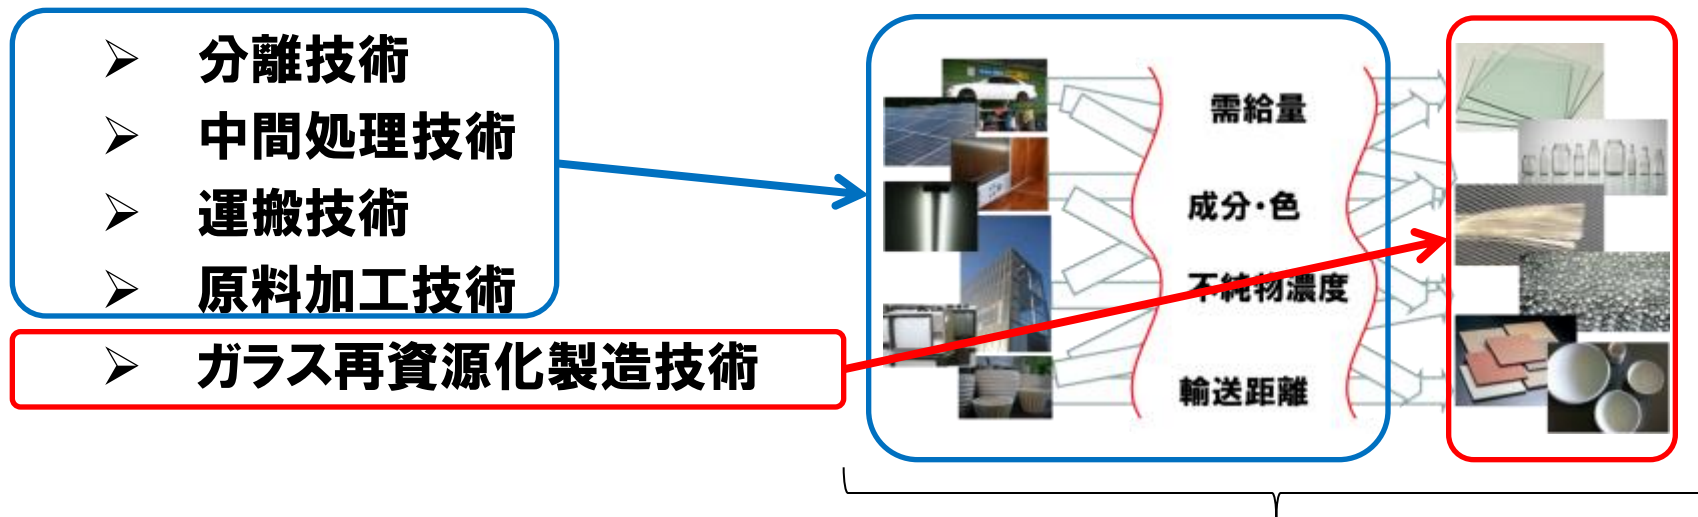 ➢ 分離技術
➢ 中間処理技術
➢ 運搬技術
➢ 原料加工技術
➢ ガラス再資源化製造技術
需給量
成分・色
不純物濃度
輸送距離